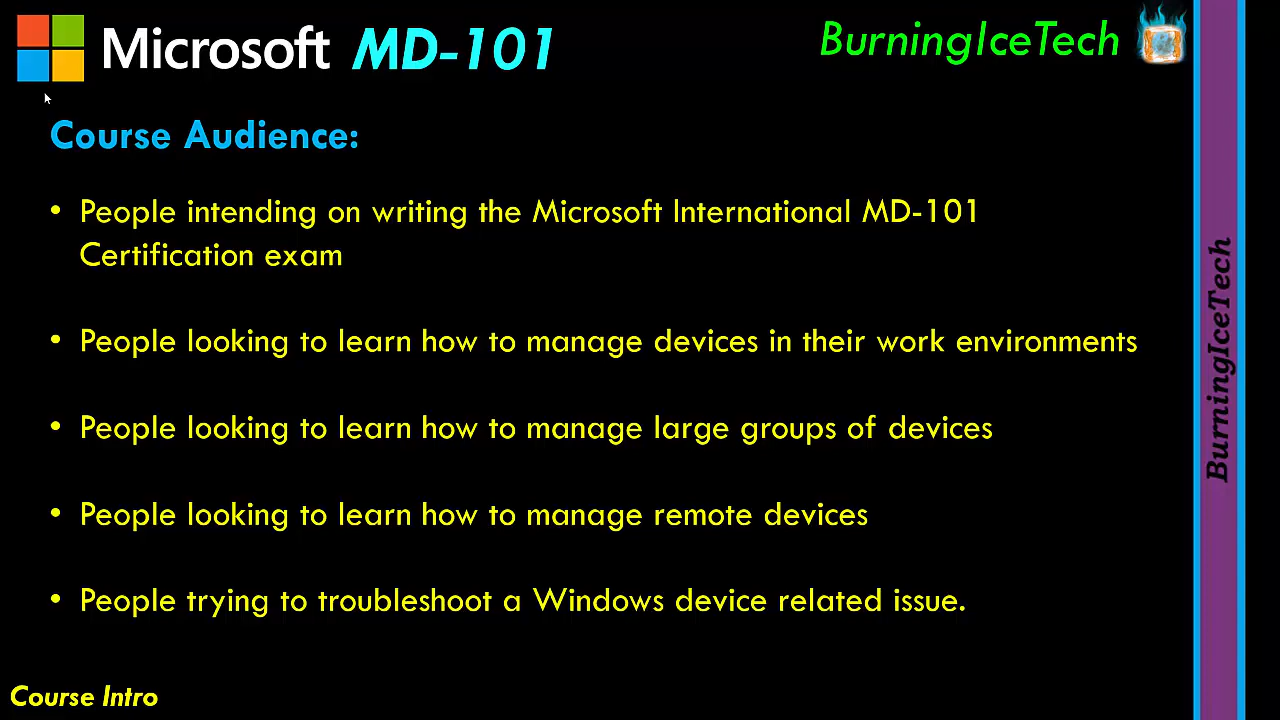 Microsoft MD-101
BurningIceTech
Course Audience:
• People intending on writing the Microsoft International MD-101
Certification exam
• People looking to learn how to manage devices in their work environments
• People looking to learn how to manage large groups of devices
• People looking to learn how to manage remote devices
• People trying to troubleshoot a Windows device related issue.
Course Intro
BurningIceTech